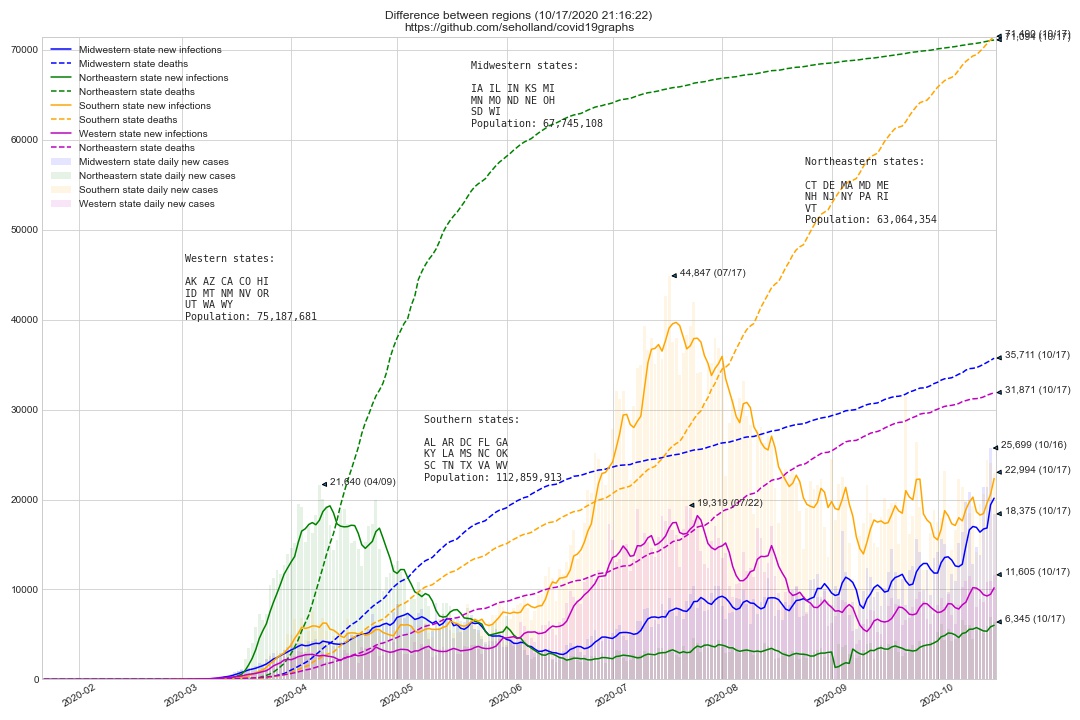 Difference between regions (10/17/2020 21:16:22)
https://github.com/seholland/covid19graphs
Midwestern state new infections
Midwestern state deaths
Northeastern state new infections
Northeastern state deaths
Southern state new infections
Southern state deaths
Western state new infections
Northeastern state deaths
Midwestern state daily new cases
Northeastern state daily new cases
Southern state daily new cases
Western state daily new cases
Midwestern states:
IA IL IN KS MI
MN MO ND NE OH
SD WI
Population: 67,745,108
Northeastern states:
CT DE MA MD ME
NH NJ NY PA RI
VT
Population: 63,064,354
Western states:
AK AZ CA CO HI
ID MT NM NV OR
UT WA WY
Population: 75,187,681
Southern states:
AL AR DC FL GA
KY LA MS NC OK
SC TN TX VA WV
Population: 112,859,913
44,847 (07/17)
21,640 (04/09)
19,319 (07/22)
(10/17)
35,711 (10/17)
31,871 (10/17)
25,699 (10/16)
22,994 (10/17)
18,375 (10/17)
11,605 (10/17)
6,345 (10/17)
70000
60000
50000
40000
30000
20000
10000
0
2020-02
2020-03
2020-04
2020-05
2020-06
2020-07
2020-08
2020-09
2020-10